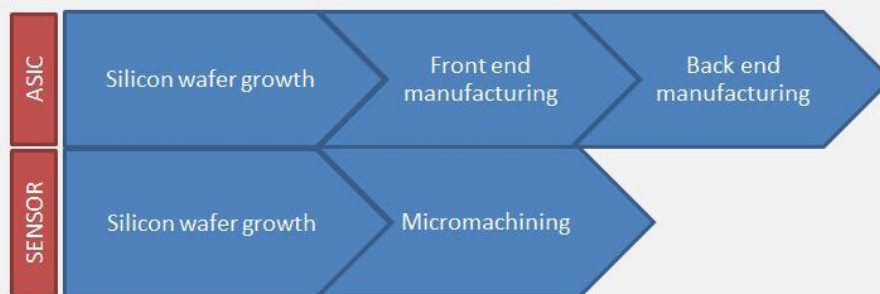 ASIC
Silicon wafer growth
Front end
manufacturing
Back end
manufacturing
SENSOR
Silicon wafer growth
Micromachining